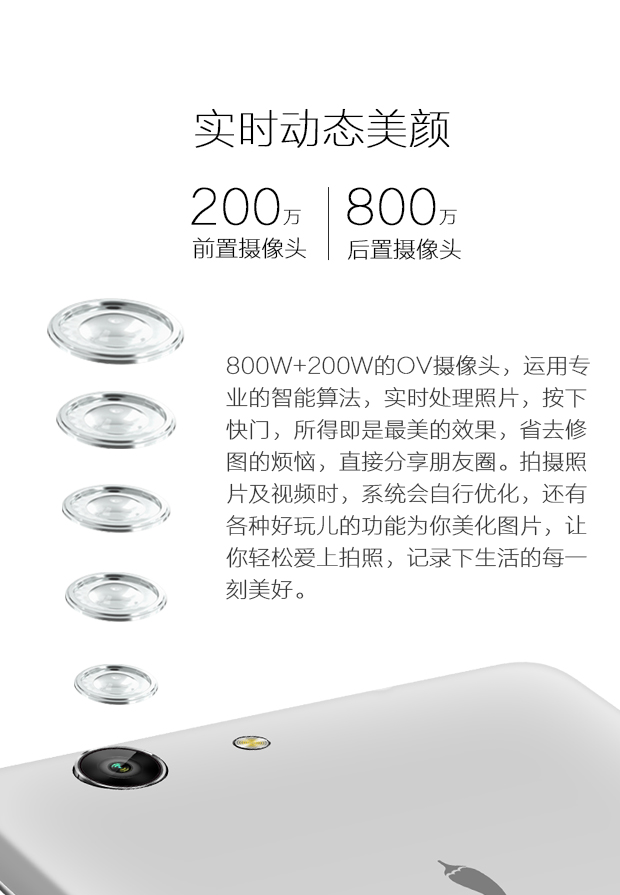 实时动态美颜
200万
800万
前置摄像头
后置摄像头
800W+200W的OV摄像头，运用专
业的智能算法，实时处理照片，按下
快门，所得即是最美的效果，省去修
图的烦恼，直接分享朋友圈。拍摄照
片及视频时，系统会自行优化，还有
各种好玩儿的功能为你美化图片，让
你轻松爱上拍照，记录下生活的每一
刻美好。